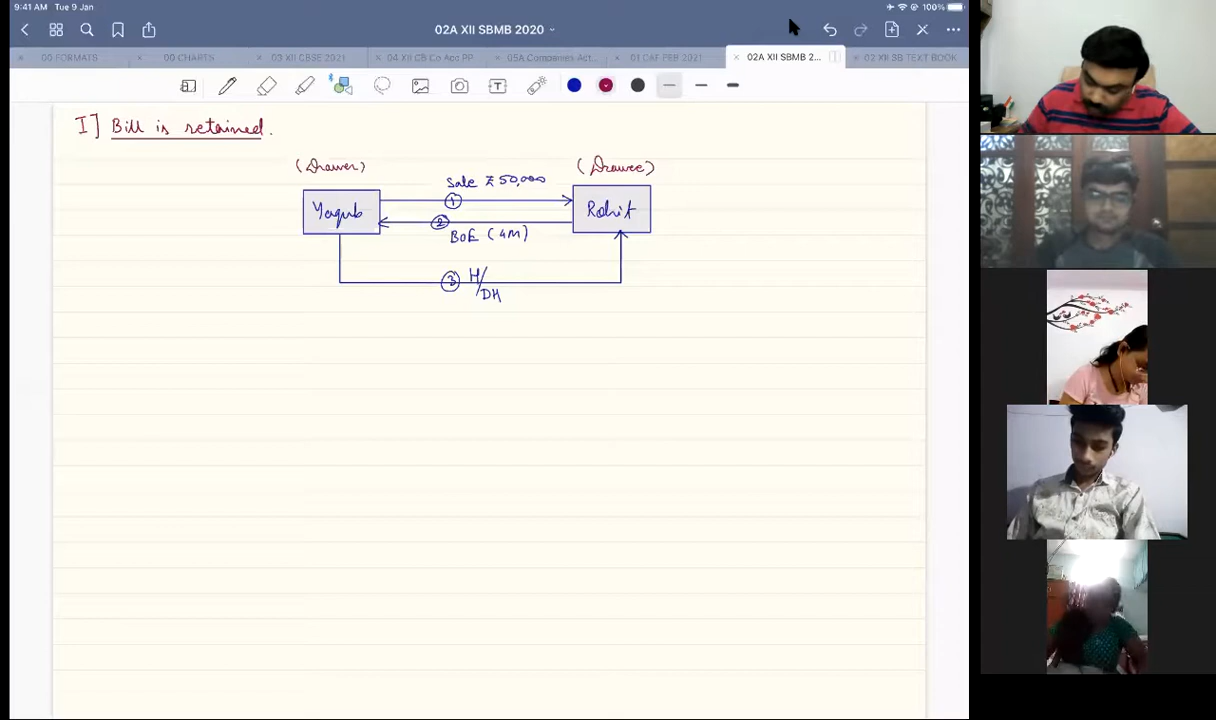 9:41 AM Tue 9 Jan
100%
02A XII SBMB 2020
00 FORMATS
00 CHARTS
03 XII CBSE 2021
04 XII CB Co Acc PP
05A Companies Act...
01 CAF FEB 2021
02A XII SBMB 2...
02 XII SB TEXT BOOK
I] Bill is retained.
(Drawer)
(Drawee)
Sale ₹ 50,000
1
Yaqub
Rohit
2
BOE (4M)
3 H/
DH